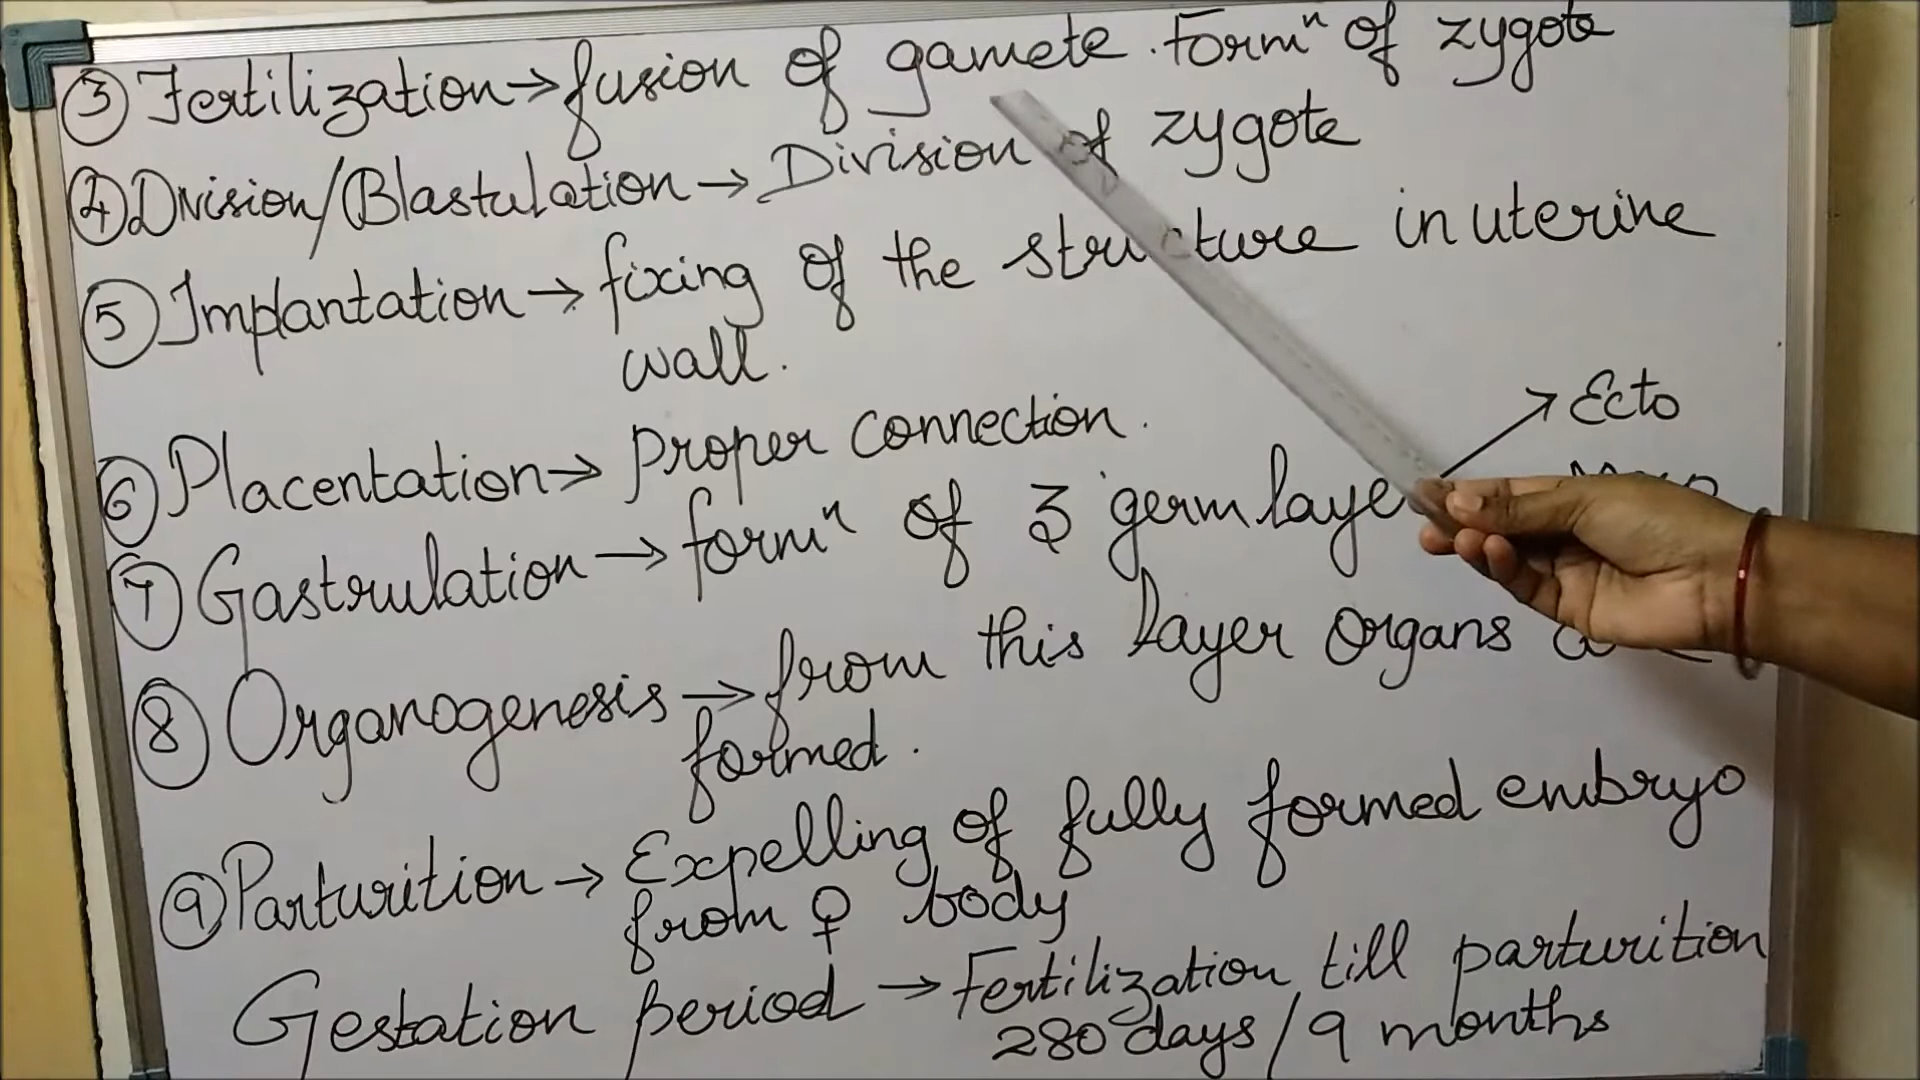 ③ Fertilization → fusion of gamete. Formⁿ of zygote
④ Division/Blastulation → Division of zygote
⑤ Implantation → fixing of the structure in uterine
wall.
⑥ Placentation → proper connection.
Ecto
⑦ Gastrulation → formⁿ of 3 germ laye
⑧ Organogenesis → from this layer organs
formed.
⑨ Parturition → Expelling of fully formed embryo
from ♀ body
Gestation period → Fertilization till parturition
280 days/9 months